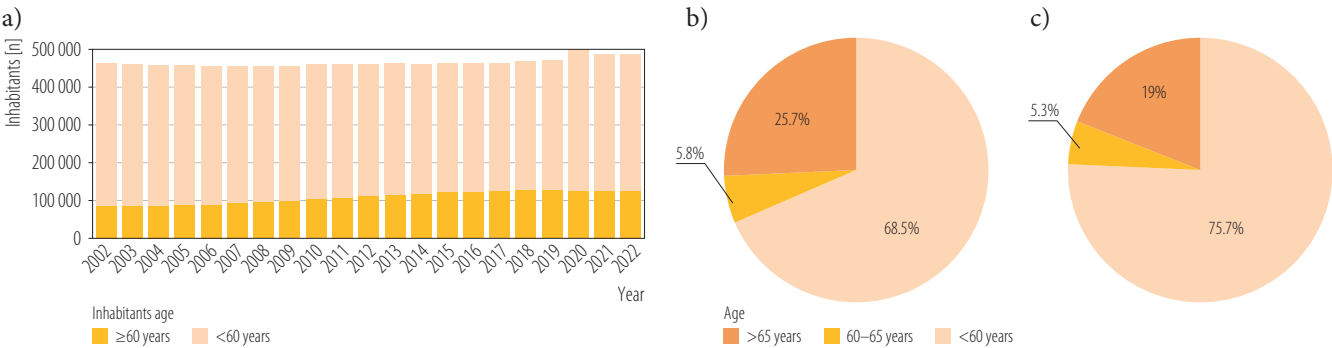 a)
Inhabitants [n]
500 000
400 000
300 000
200 000
100 000
0
2002
2003
2004
2005
2006
2007
2008
2009
2010
2011
2012
2013
2014
2015
2016
2017
2018
2019
2020
2021
2022
Year
Inhabitants age
≥60 years
<60 years
b)
25.7%
5.8%
68.5%
c)
19%
5.3%
75.7%
Age
>65 years
60–65 years
<60 years